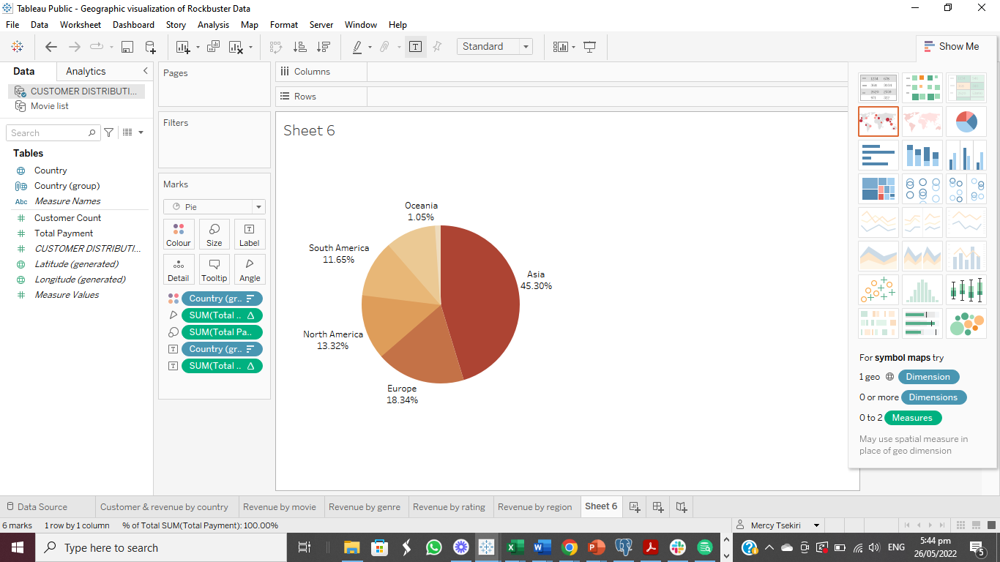 Tableau Public - Geographic visualization of Rockbuster Data
File Data Worksheet Dashboard Story Analysis Map Format Server Window Help
Standard
Show Me
Data Analytics
CUSTOMER DISTRIBUTI...
Movie list
Search
Tables
Country
Country (group)
Abc Measure Names
Customer Count
Total Payment
CUSTOMER DISTRIBUTI...
Latitude (generated)
Longitude (generated)
Measure Values
Pages
Filters
Marks
Pie
Colour Size Label
Detail Tooltip Angle
Country (gr..
SUM(Total ..
SUM(Total Pa..
Country (gr..
SUM(Total ..
Columns
Rows
Sheet 6
Oceania
1.05%
South America
11.65%
Asia
45.30%
North America
13.32%
Europe
18.34%
For symbol maps try
1 geo Dimension
0 or more Dimensions
0 to 2 Measures
May use spatial measure in
place of geo dimension
Data Source Customer & revenue by country Revenue by movie Revenue by genre Revenue by rating Revenue by region Sheet 6
6 marks 1 row by 1 column % of Total SUM(Total Payment): 100.00%
Mercy Tsekiri
Type here to search
ENG
5:44 pm
26/05/2022
5